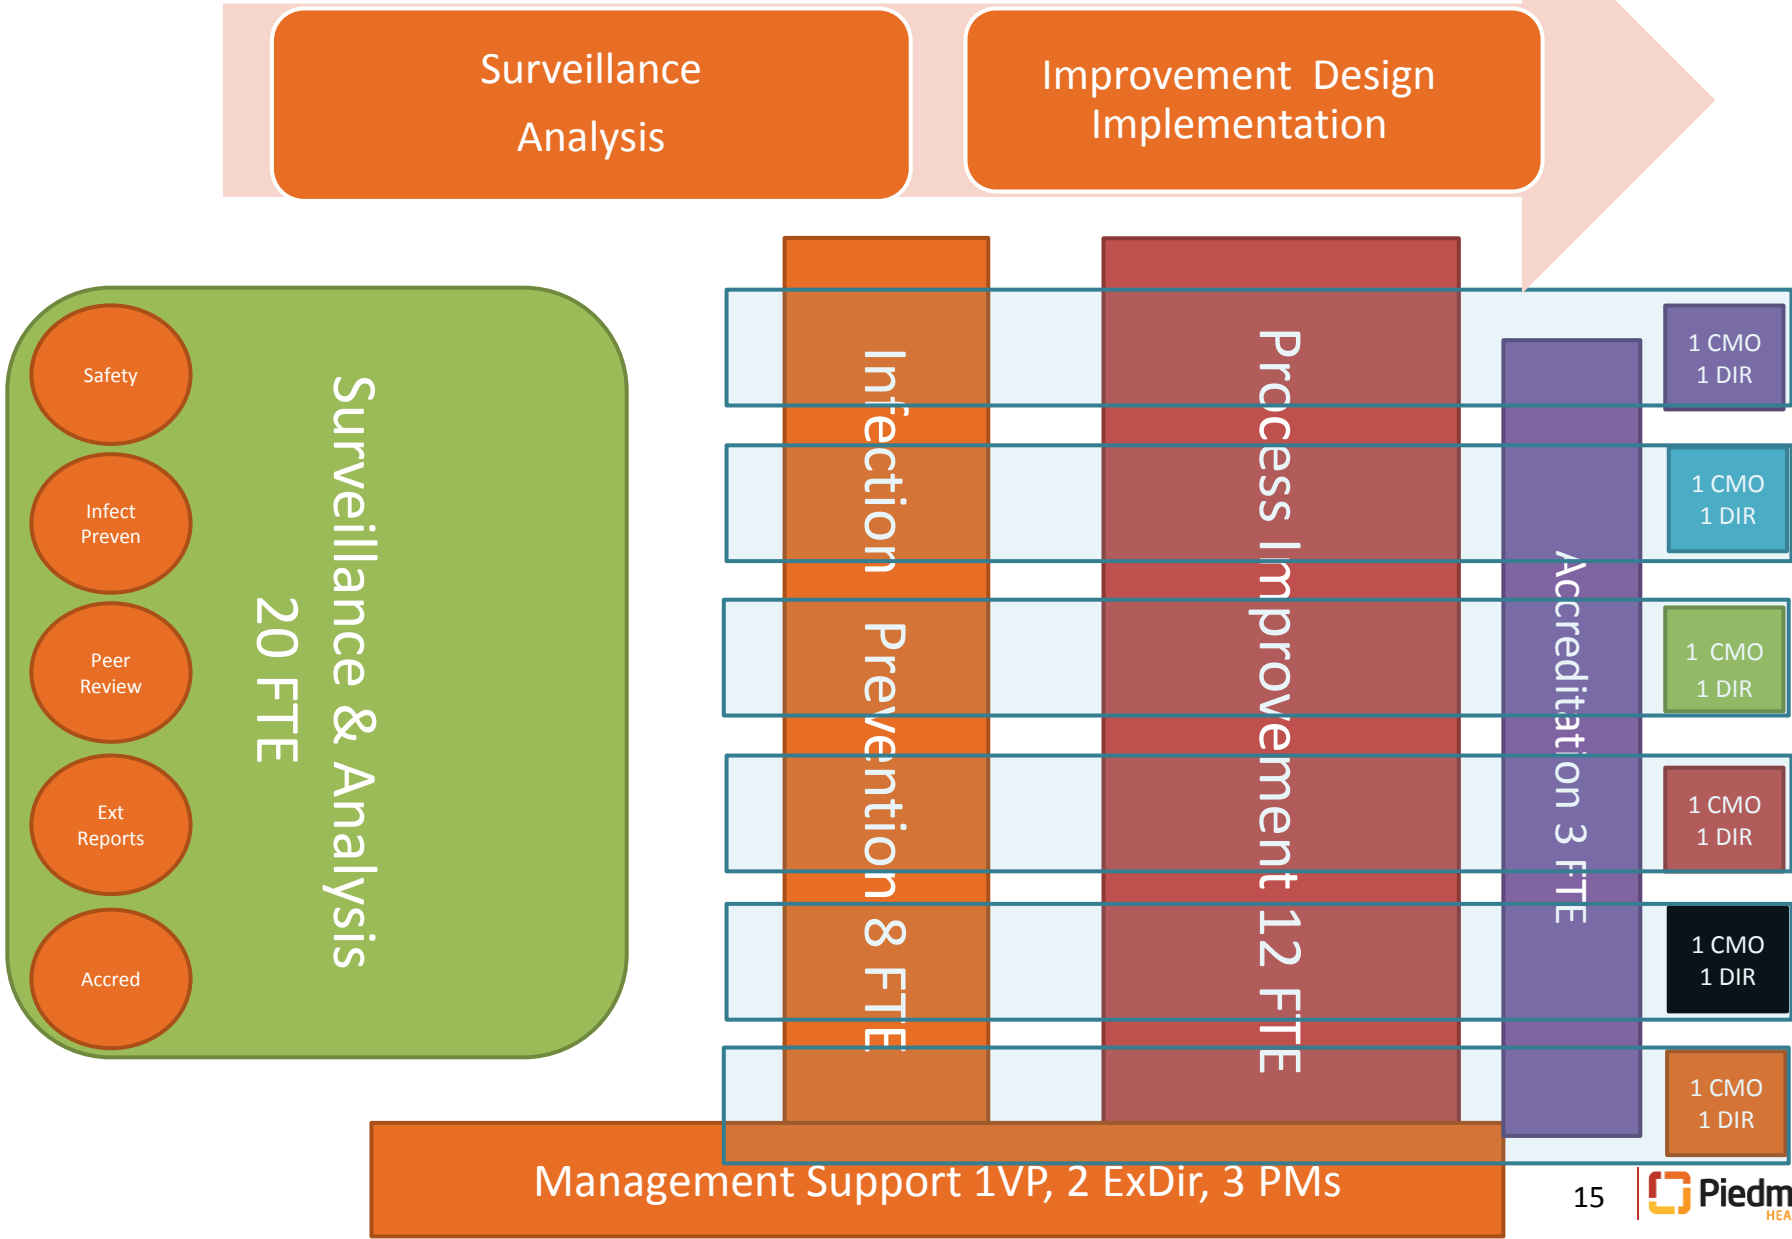 Surveillance
Analysis
Improvement Design
Implementation
Safety
Infect
Preven
Peer
Review
Ext
Reports
Accred
Surveillance & Analysis
20 FTE
Infection Prevention 8 FTE
Process Improvement 12 FTE
Accreditation 3 FTE
1 CMO
1 DIR
1 CMO
1 DIR
1 CMO
1 DIR
1 CMO
1 DIR
1 CMO
1 DIR
1 CMO
1 DIR
Management Support 1VP, 2 ExDir, 3 PMs
15
Piedm
HEA